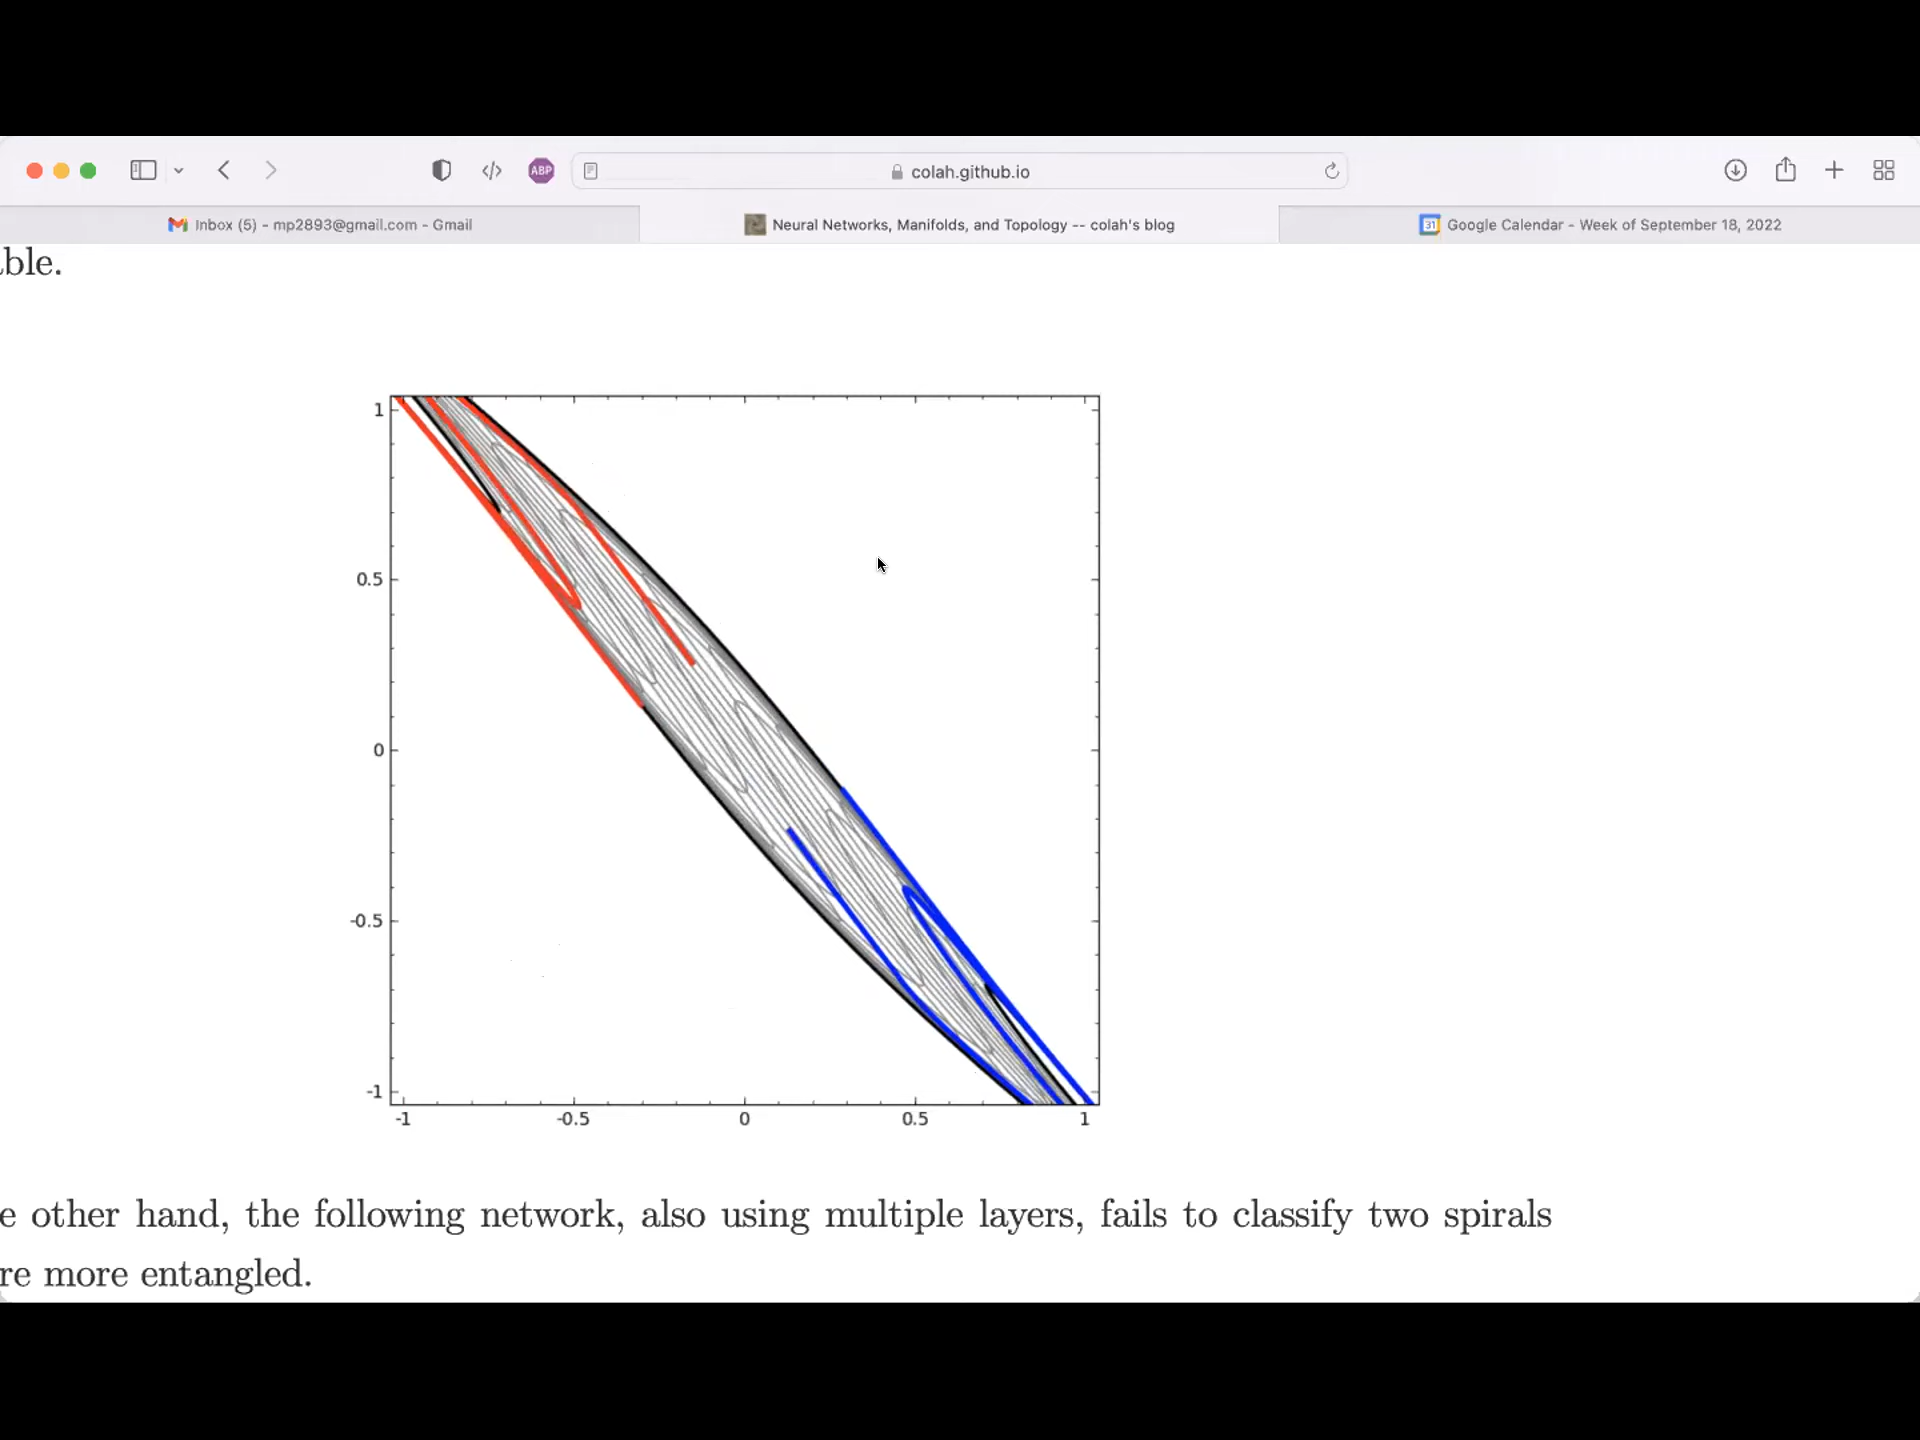 ABP
colah.github.io
Inbox (5) – mp2893@gmail.com – Gmail
Neural Networks, Manifolds, and Topology -- colah's blog
31
Google Calendar – Week of September 18, 2022
ble.
1
0.5
0
-0.5
-1
-1
-0.5
0
0.5
1
e other hand, the following network, also using multiple layers, fails to classify two spirals
re more entangled.